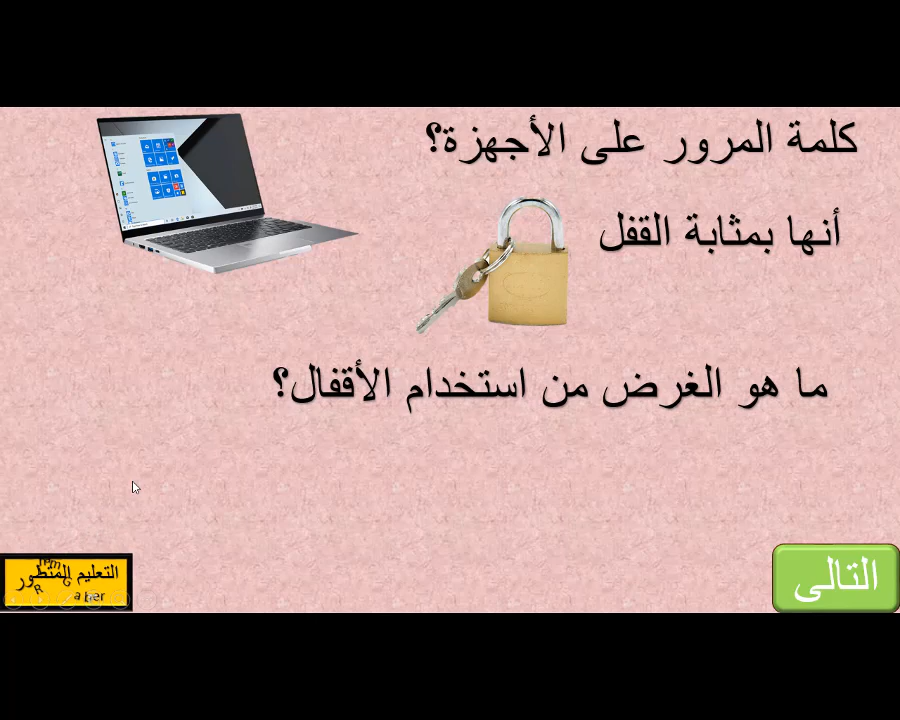 كلمة المرور على الأجهزة؟
أنها بمثابة القفل
ما هو الغرض من استخدام الأقفال؟
التعليم المتطور
التالى